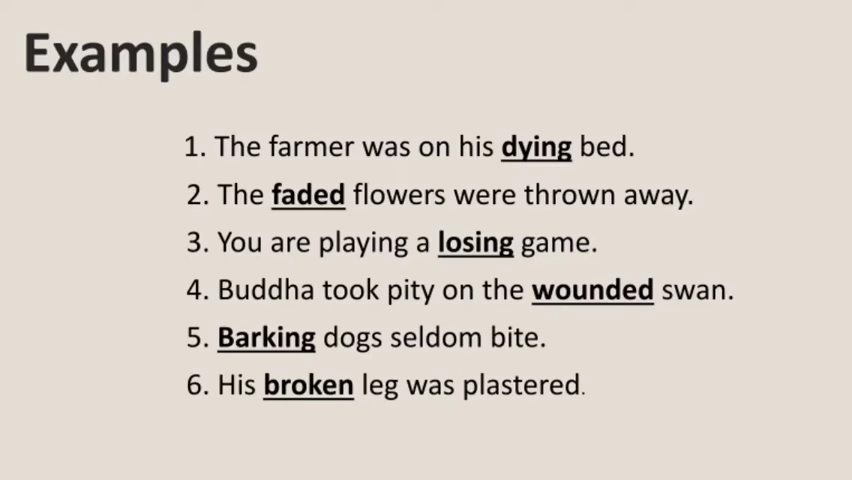 Examples
1. The farmer was on his dying bed.
2. The faded flowers were thrown away.
3. You are playing a losing game.
4. Buddha took pity on the wounded swan.
5. Barking dogs seldom bite.
6. His broken leg was plastered.